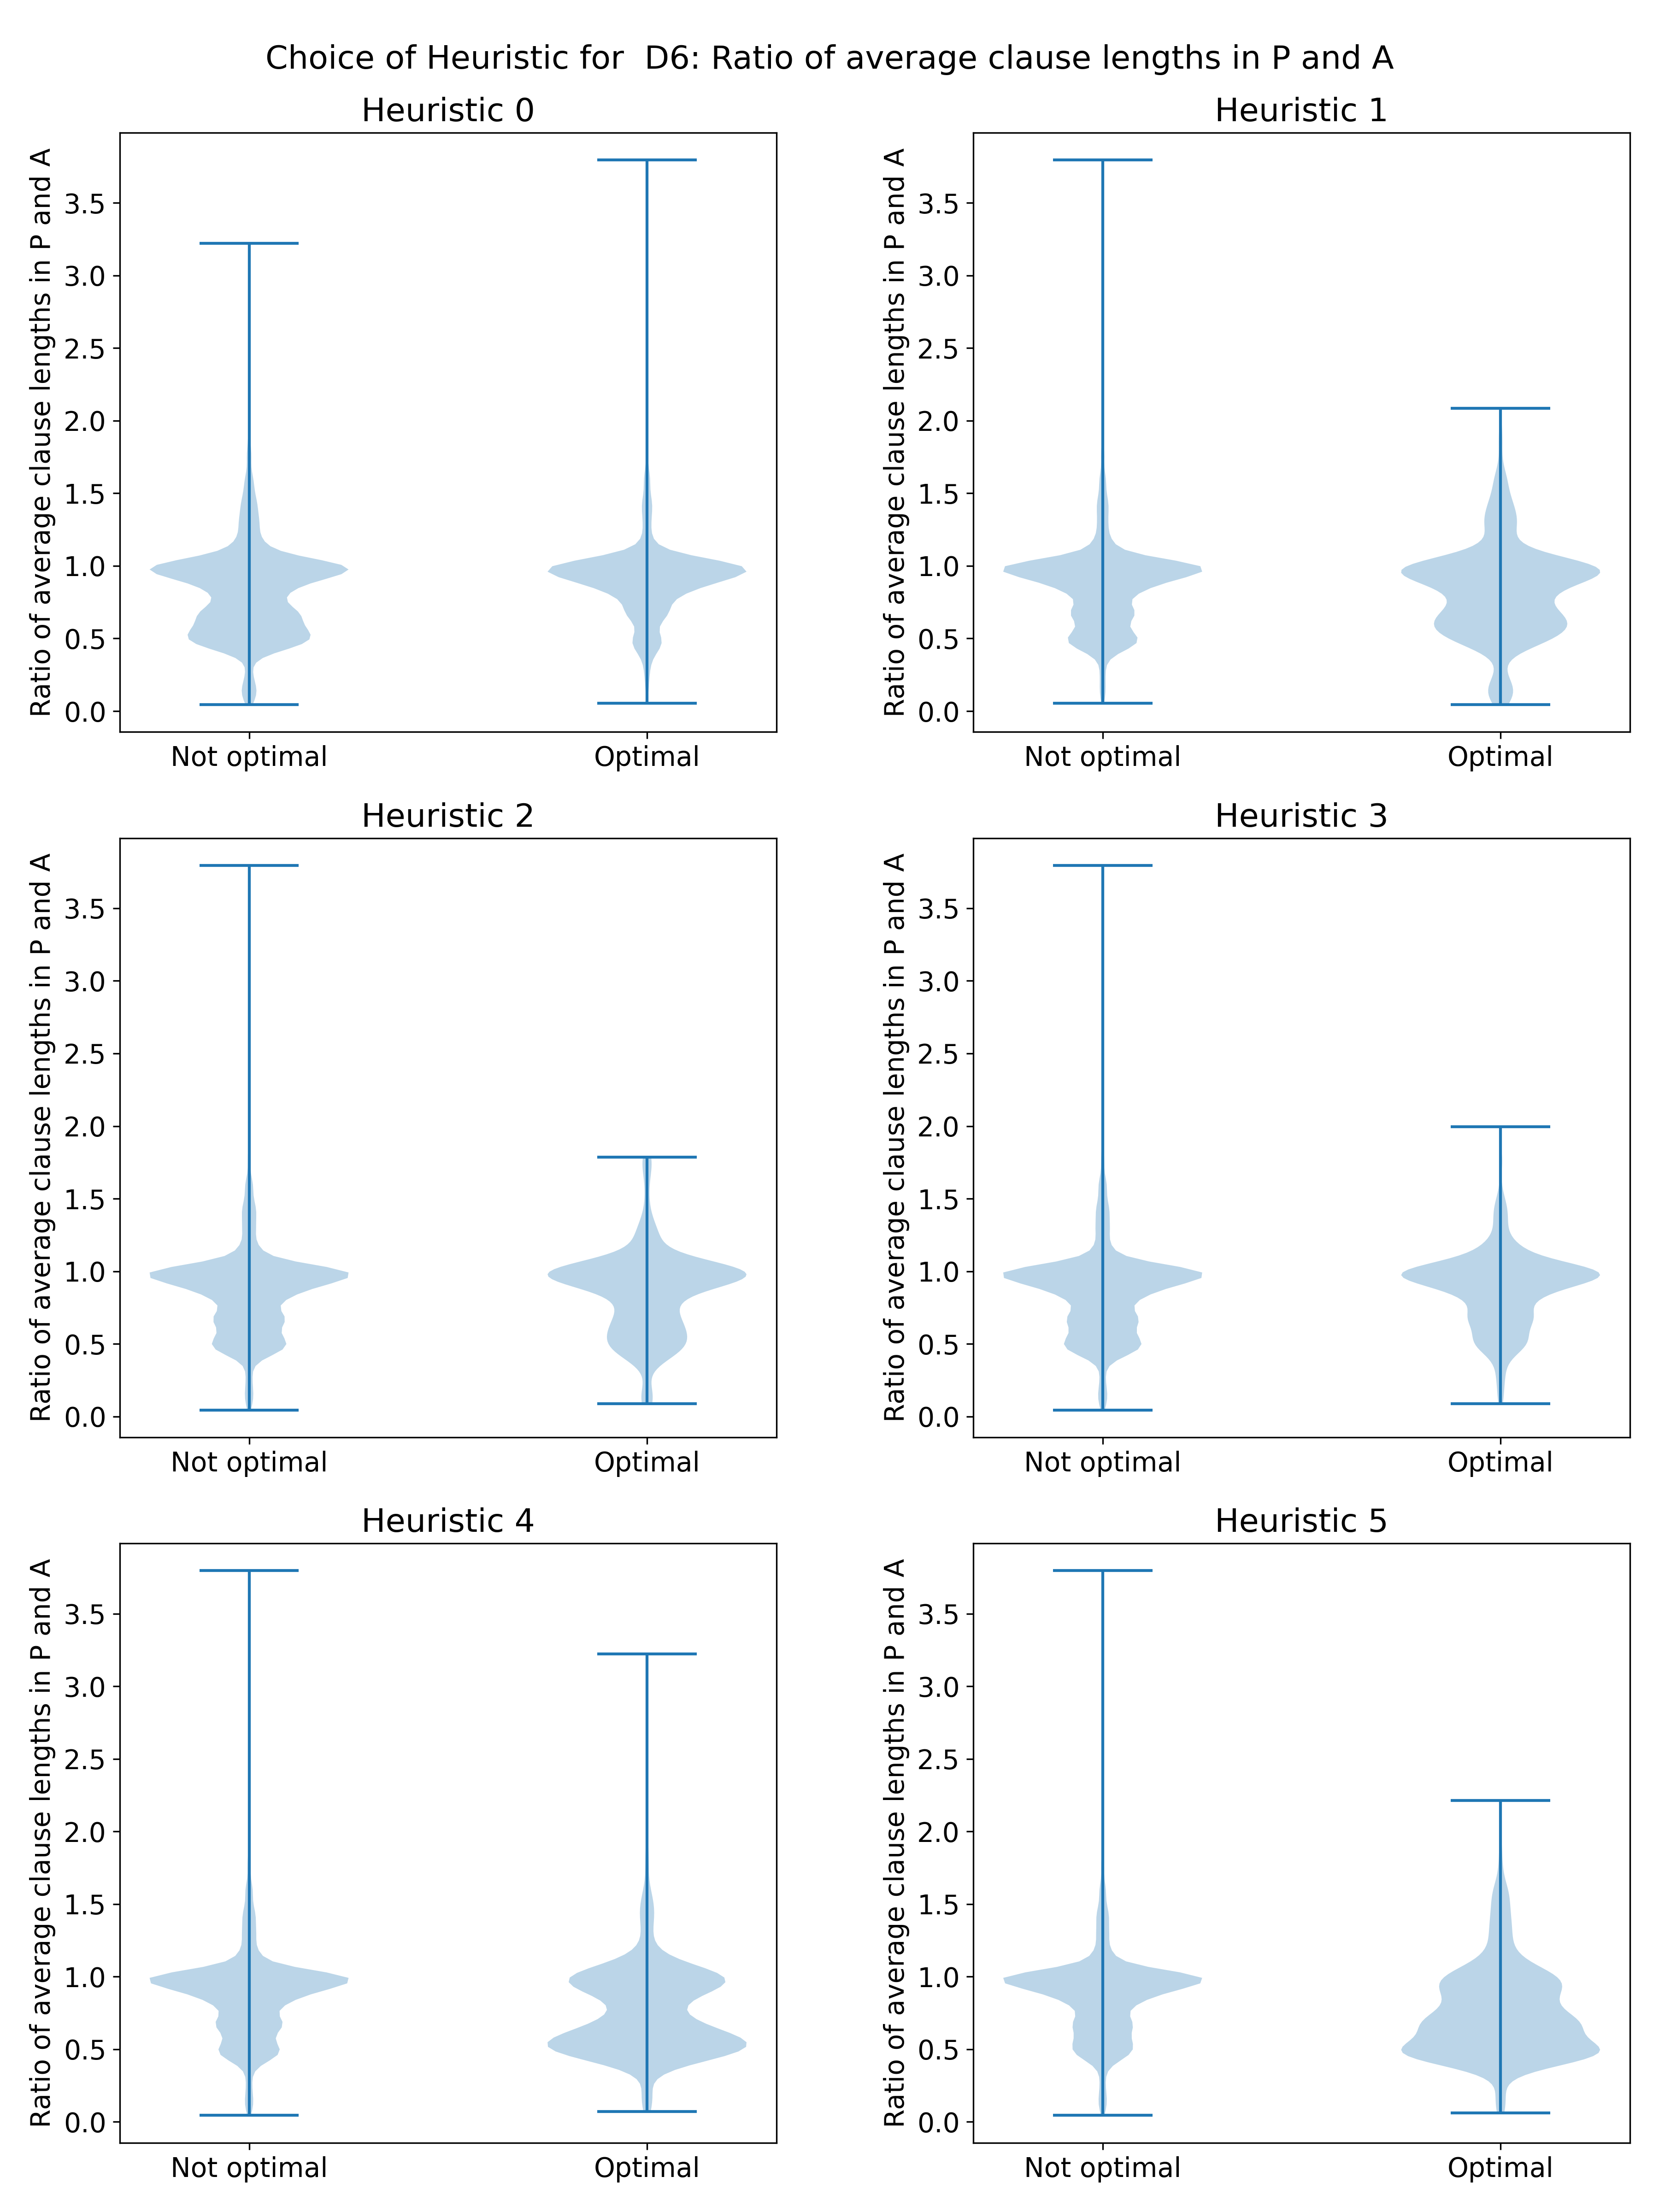 Choice of Heuristic for  D6: Ratio of average clause lengths in P and A
Heuristic 0
Ratio of average clause lengths in P and A
3.5
3.0
2.5
2.0
1.5
1.0
0.5
0.0
Not optimal
Optimal
Heuristic 1
Ratio of average clause lengths in P and A
3.5
3.0
2.5
2.0
1.5
1.0
0.5
0.0
Not optimal
Optimal
Heuristic 2
Ratio of average clause lengths in P and A
3.5
3.0
2.5
2.0
1.5
1.0
0.5
0.0
Not optimal
Optimal
Heuristic 3
Ratio of average clause lengths in P and A
3.5
3.0
2.5
2.0
1.5
1.0
0.5
0.0
Not optimal
Optimal
Heuristic 4
Ratio of average clause lengths in P and A
3.5
3.0
2.5
2.0
1.5
1.0
0.5
0.0
Not optimal
Optimal
Heuristic 5
Ratio of average clause lengths in P and A
3.5
3.0
2.5
2.0
1.5
1.0
0.5
0.0
Not optimal
Optimal